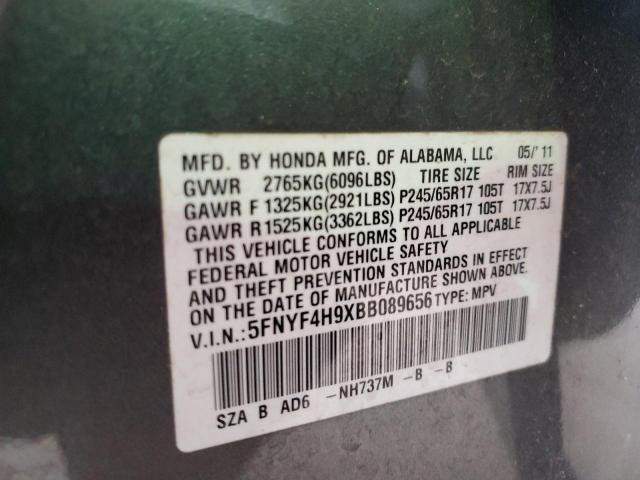 MFD. BY HONDA MFG. OF ALABAMA, LLC 05/'11
GVWR 2765KG(6096LBS) TIRE SIZE RIM SIZE
GAWR F 1325KG(2921LBS) P245/65R17 105T 17X7.5J
GAWR R 1525KG(3362LBS) P245/65R17 105T 17X7.5J
THIS VEHICLE CONFORMS TO ALL APPLICABLE
FEDERAL MOTOR VEHICLE SAFETY
AND THEFT PREVENTION STANDARDS IN EFFECT
ON THE DATE OF MANUFACTURE SHOWN ABOVE.
V.I.N.:5FNYF4H9XBB089656 TYPE: MPV
SZA B AD6 -NH737M -B -B